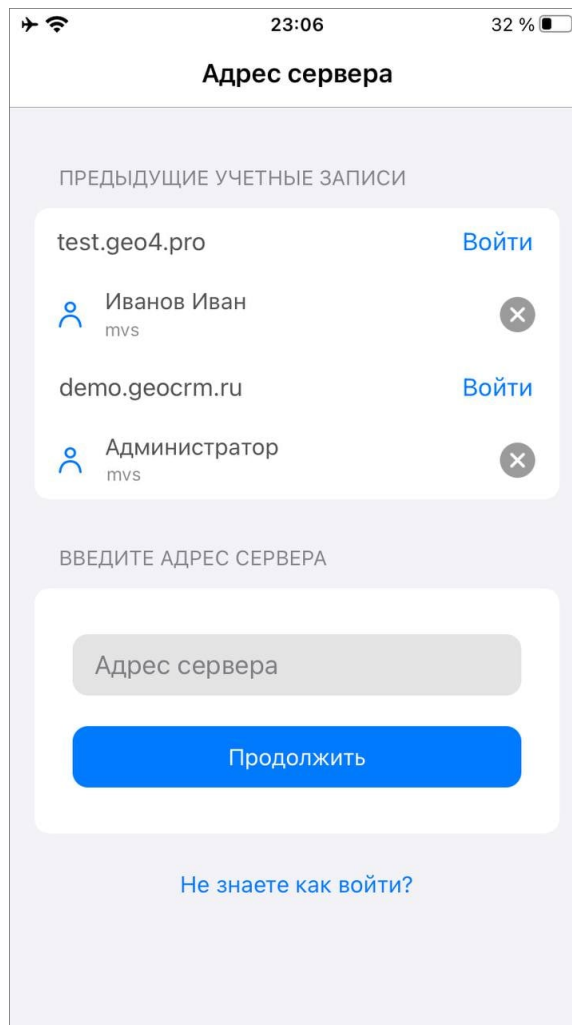 23:06
32 %
Адрес сервера
ПРЕДЫДУЩИЕ УЧЕТНЫЕ ЗАПИСИ
test.geo4.pro Войти
Иванов Иван
mvs
demo.geocrm.ru Войти
Администратор
mvs
ВВЕДИТЕ АДРЕС СЕРВЕРА
Адрес сервера
Продолжить
Не знаете как войти?